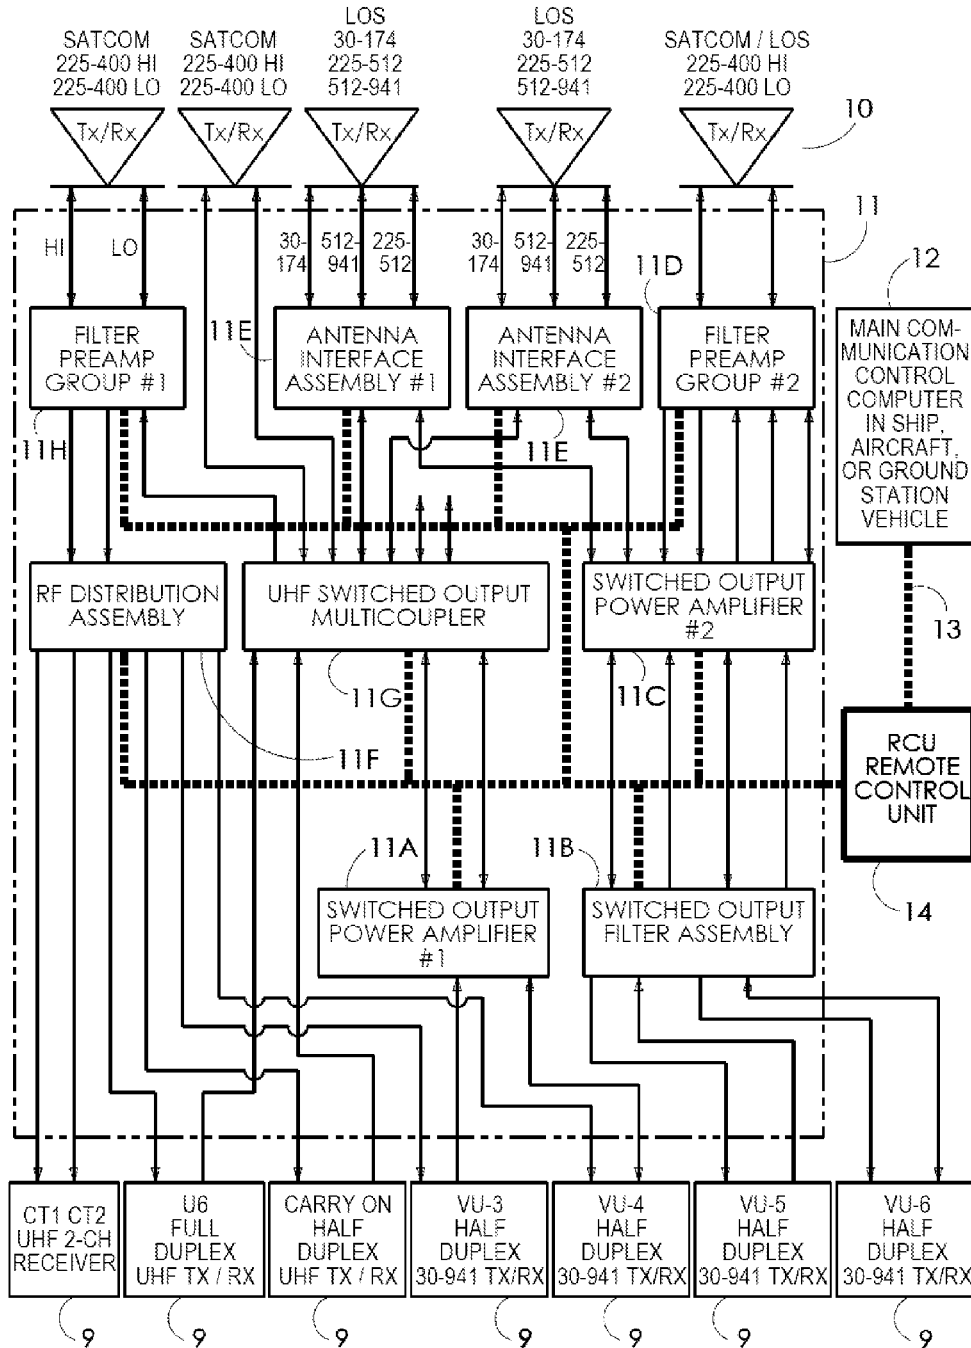 SATCOM
225-400 HI
225-400 LO
SATCOM
225-400 HI
225-400 LO
LOS
30-174
225-512
512-941
LOS
30-174
225-512
512-941
SATCOM / LOS
225-400 HI
225-400 LO
Tx/Rx
Tx/Rx
Tx/Rx
Tx/Rx
Tx/Rx
10
11
HI
LO
30-
174
512-
941
225-
512
30-
174
512-
941
225-
512
11D
12
11E
FILTER
PREAMP
GROUP #1
ANTENNA
INTERFACE
ASSEMBLY #1
ANTENNA
INTERFACE
ASSEMBLY #2
FILTER
PREAMP
GROUP #2
MAIN COM-
MUNICATION
CONTROL
COMPUTER
IN SHIP,
AIRCRAFT,
OR GROUND
STATION
VEHICLE
11H
11E
RF DISTRIBUTION
ASSEMBLY
UHF SWITCHED OUTPUT
MULTICOUPLER
SWITCHED OUTPUT
POWER AMPLIFIER
#2
13
11G
11C
11F
RCU
REMOTE
CONTROL
UNIT
11A
11B
14
SWITCHED OUTPUT
POWER AMPLIFIER
#1
SWITCHED OUTPUT
FILTER ASSEMBLY
CT1 CT2
UHF 2-CH
RECEIVER
U6
FULL
DUPLEX
UHF TX / RX
CARRY ON
HALF
DUPLEX
UHF TX / RX
VU-3
HALF
DUPLEX
30-941 TX/RX
VU-4
HALF
DUPLEX
30-941 TX/RX
VU-5
HALF
DUPLEX
30-941 TX/RX
VU-6
HALF
DUPLEX
30-941 TX/RX
9
9
9
9
9
9
9